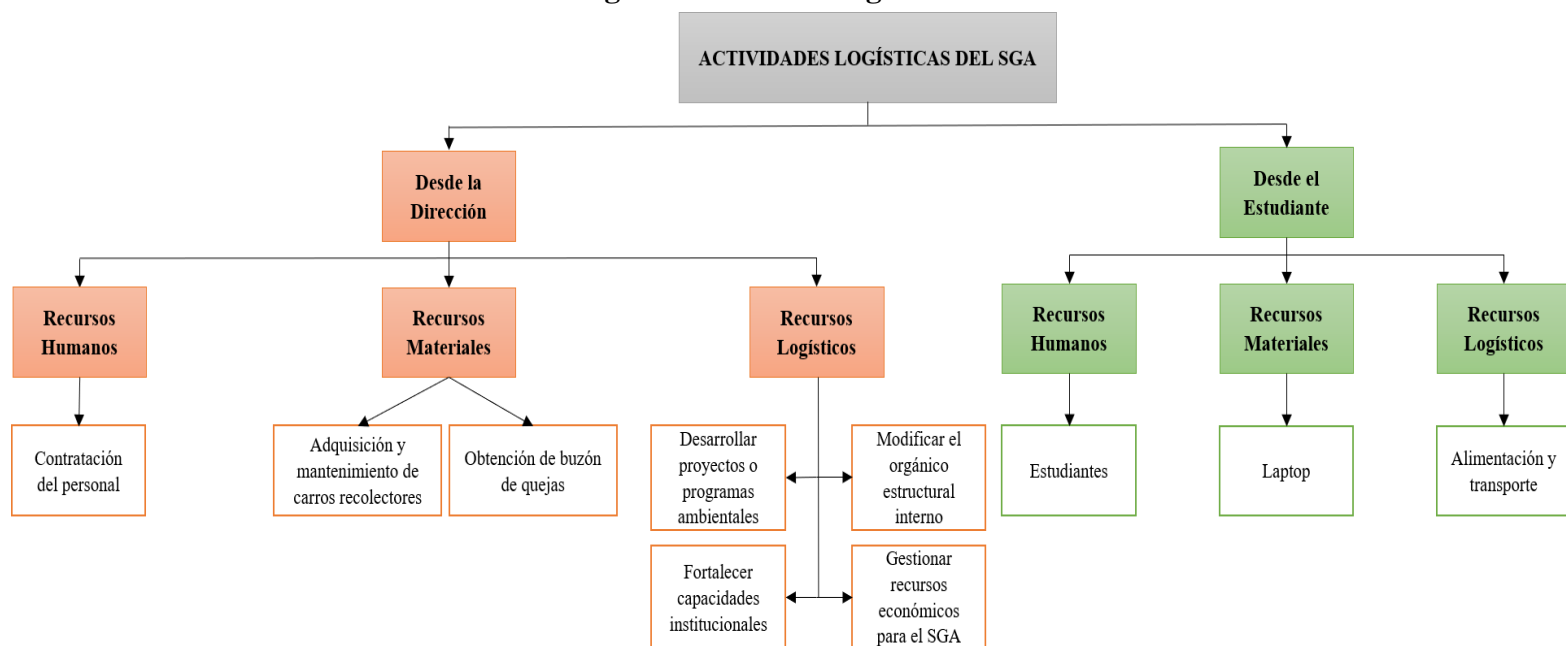 ACTIVIDADES LOGÍSTICAS DEL SGA
Desde la
Dirección
Desde el
Estudiante
Recursos
Humanos
Recursos
Materiales
Recursos
Logísticos
Recursos
Humanos
Recursos
Materiales
Recursos
Logísticos
Contratación
del personal
Adquisición y
mantenimiento de
carros recolectores
Obtención de buzón
de quejas
Desarrollar
proyectos o
programas
ambientales
Modificar el
orgánico
estructural
interno
Estudiantes
Laptop
Alimentación y
transporte
Fortalecer
capacidades
institucionales
Gestionar
recursos
económicos
para el SGA